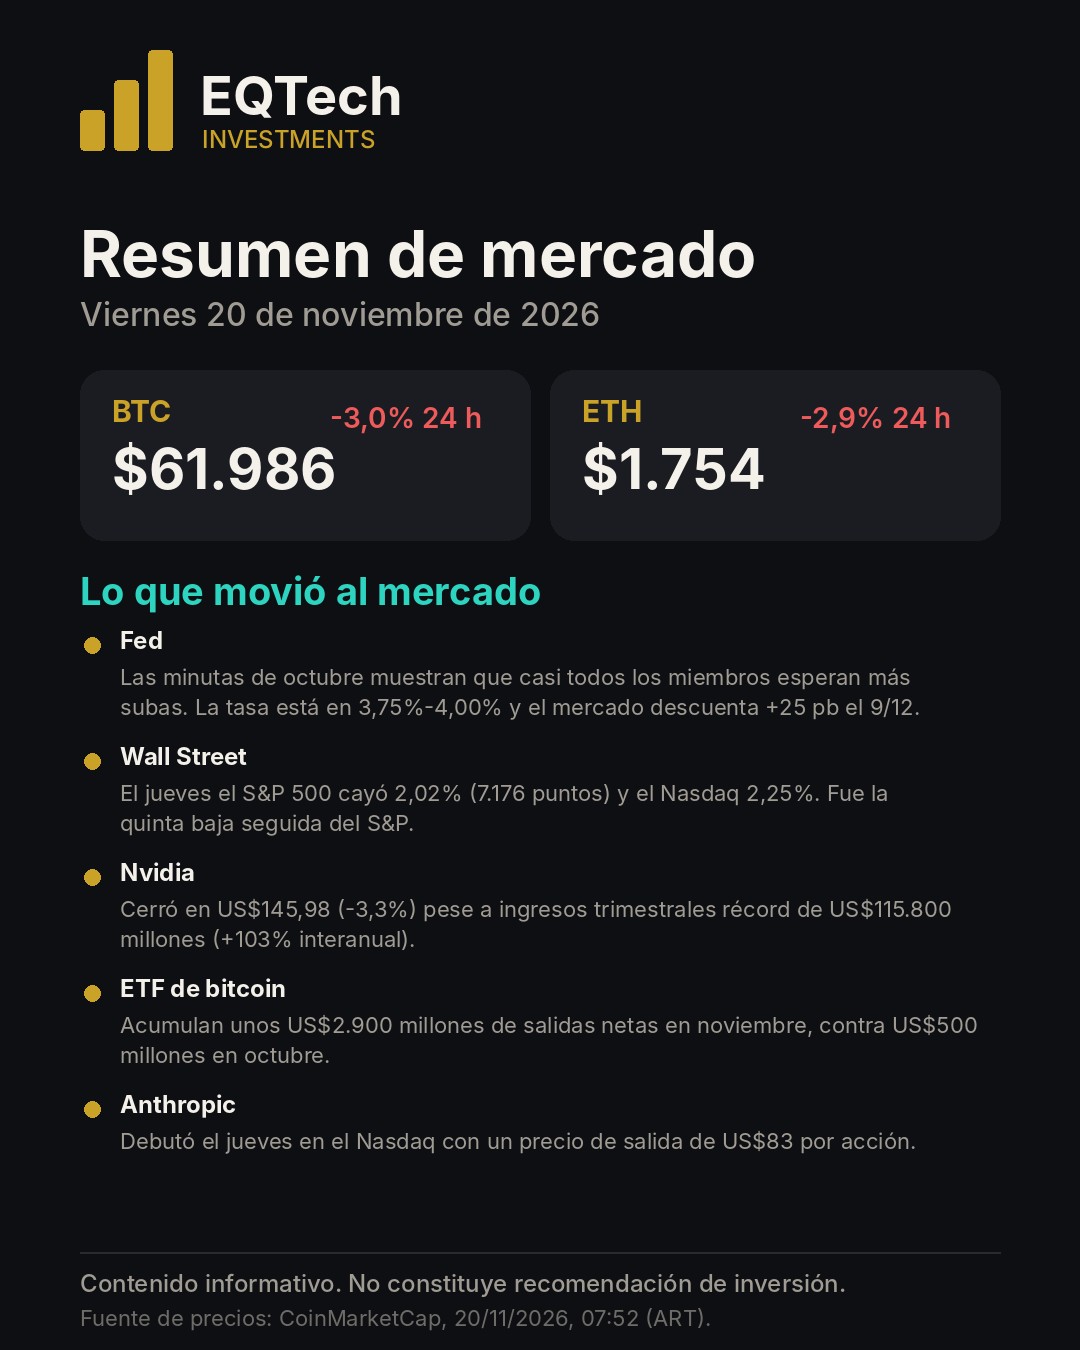 EQTech
INVESTMENTS
Resumen de mercado
Viernes 20 de noviembre de 2026
BTC
-3,0% 24 h
$61.986
ETH
-2,9% 24 h
$1.754
Lo que movió al mercado
Fed
Las minutas de octubre muestran que casi todos los miembros esperan más
subas. La tasa está en 3,75%-4,00% y el mercado descuenta +25 pb el 9/12.
Wall Street
El jueves el S&P 500 cayó 2,02% (7.176 puntos) y el Nasdaq 2,25%. Fue la
quinta baja seguida del S&P.
Nvidia
Cerró en US$145,98 (-3,3%) pese a ingresos trimestrales récord de US$115.800
millones (+103% interanual).
ETF de bitcoin
Acumulan unos US$2.900 millones de salidas netas en noviembre, contra US$500
millones en octubre.
Anthropic
Debutó el jueves en el Nasdaq con un precio de salida de US$83 por acción.
Contenido informativo. No constituye recomendación de inversión.
Fuente de precios: CoinMarketCap, 20/11/2026, 07:52 (ART).